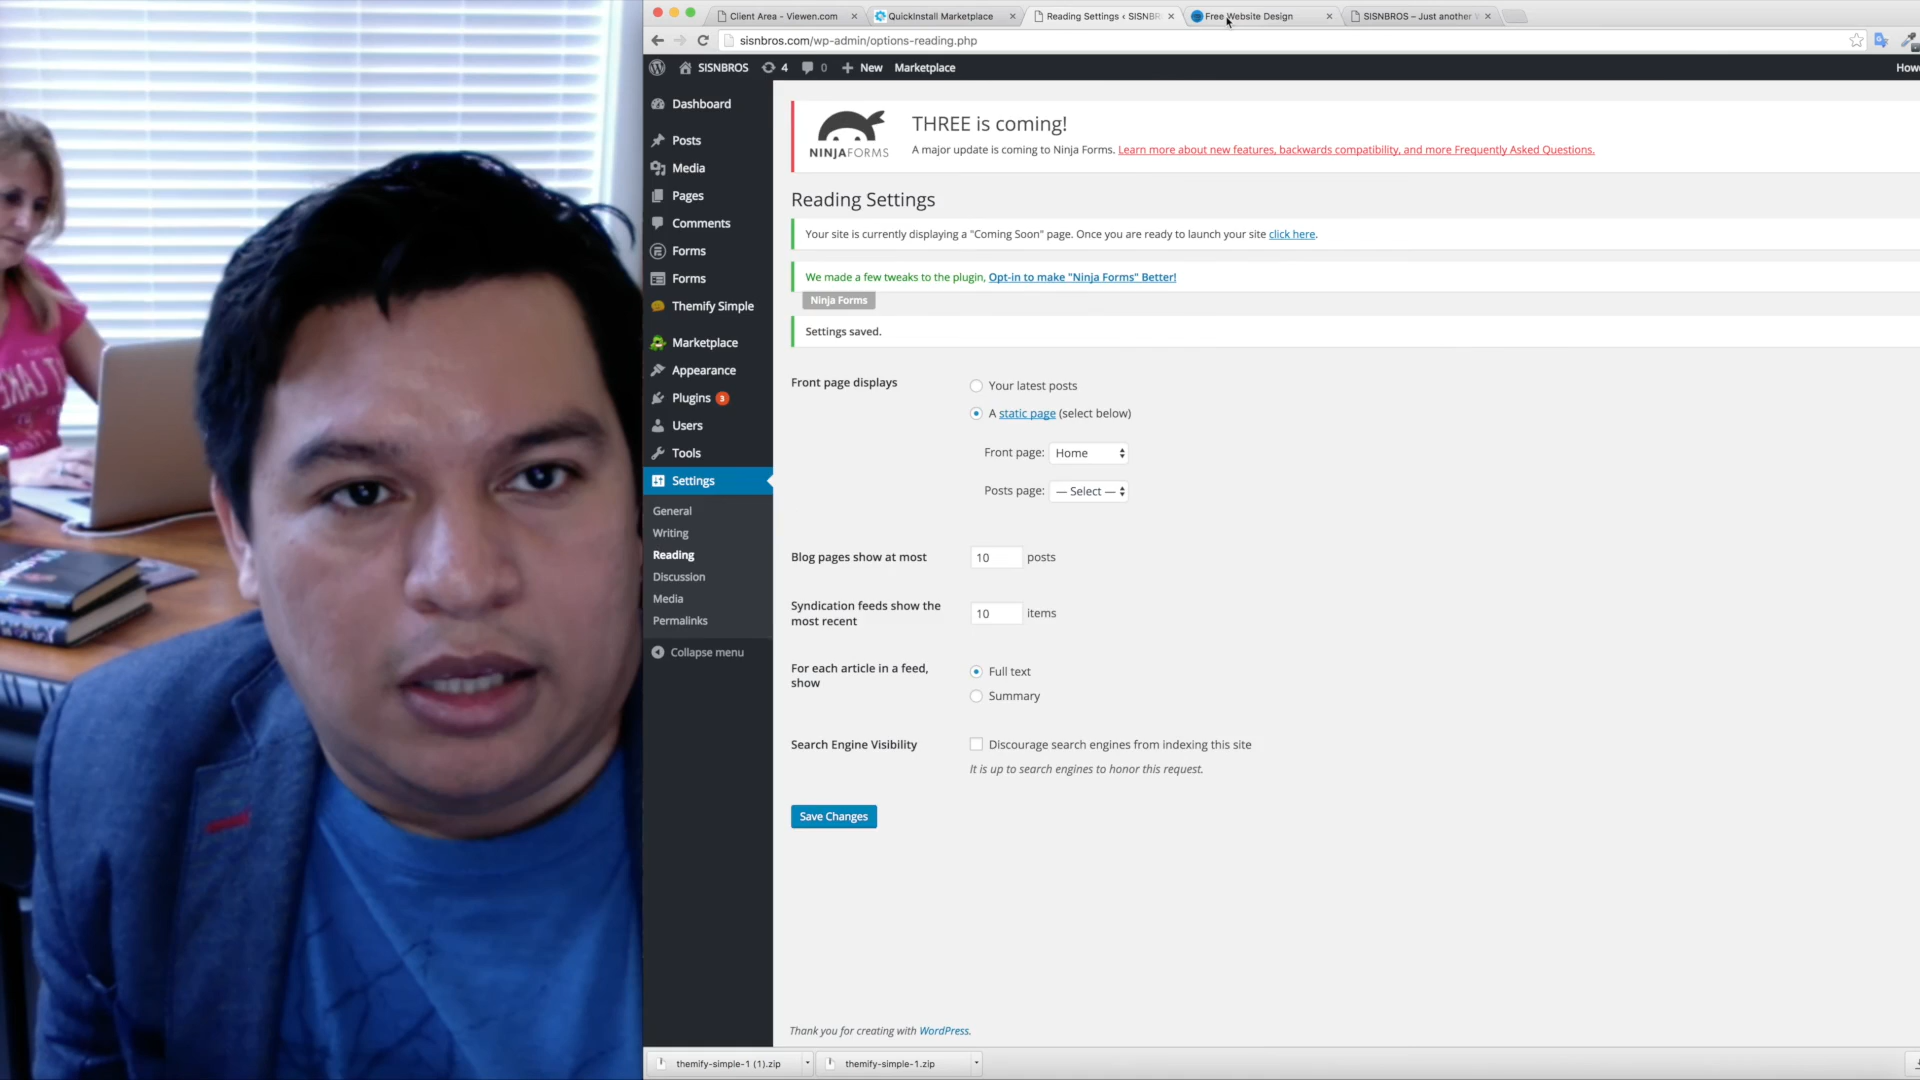 Client Area - Viewen.com
QuickInstall Marketplace
Reading Settings ‹ SISNBR
Free Website Design
SISNBROS – Just another
sisnbros.com/wp-admin/options-reading.php
SISNBROS 4 0 New Marketplace
How
Dashboard
Posts
Media
Pages
Comments
Forms
Forms
Themify Simple
Marketplace
Appearance
Plugins 3
Users
Tools
Settings
General
Writing
Reading
Discussion
Media
Permalinks
Collapse menu
NINJAFORMS
THREE is coming!
A major update is coming to Ninja Forms. Learn more about new features, backwards compatibility, and more Frequently Asked Questions.
Reading Settings
Your site is currently displaying a "Coming Soon" page. Once you are ready to launch your site click here.
We made a few tweaks to the plugin, Opt-in to make "Ninja Forms" Better!
Ninja Forms
Settings saved.
Front page displays
Your latest posts
A static page (select below)
Front page: Home
Posts page: — Select —
Blog pages show at most
10 posts
Syndication feeds show the
most recent
10 items
For each article in a feed,
show
Full text
Summary
Search Engine Visibility
Discourage search engines from indexing this site
It is up to search engines to honor this request.
Save Changes
Thank you for creating with WordPress.
themify-simple-1 (1).zip
themify-simple-1.zip